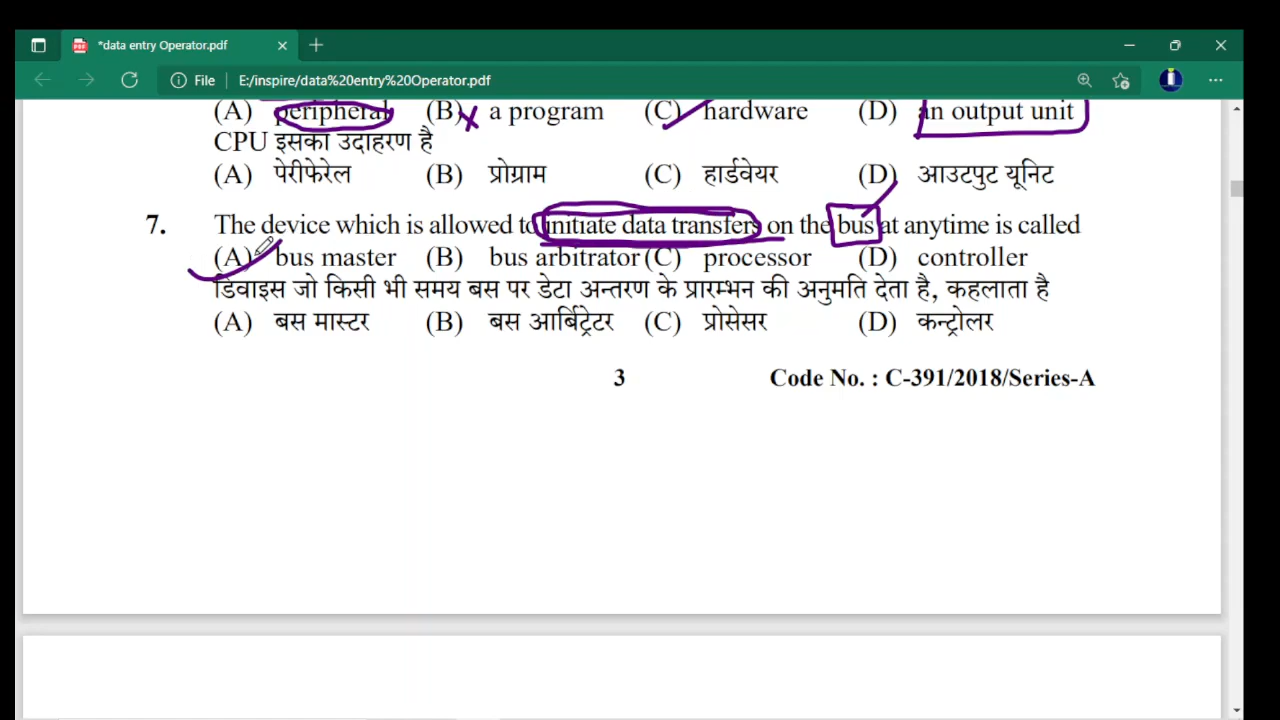 *data entry Operator.pdf
File E:/inspire/data%20entry%20Operator.pdf
(A) peripheral (B) a program (C) hardware (D) an output unit
CPU इसका उदाहरण है
(A) पेरीफेरेल (B) प्रोग्राम (C) हार्डवेयर (D) आउटपुट यूनिट
7. The device which is allowed to initiate data transfers on the bus at anytime is called
(A) bus master (B) bus arbitrator (C) processor (D) controller
डिवाइस जो किसी भी समय बस पर डेटा अन्तरण के प्रारम्भन की अनुमति देता है, कहलाता है
(A) बस मास्टर (B) बस आर्बिट्रेटर (C) प्रोसेसर (D) कन्ट्रोलर
3 Code No. : C-391/2018/Series-A